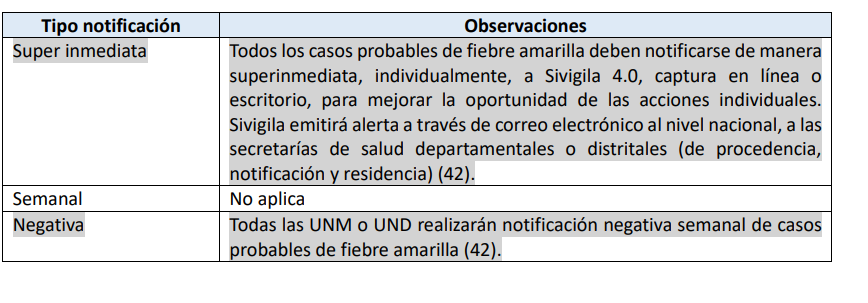 Tipo notificación Observaciones
Super inmediata Todos los casos probables de fiebre amarilla deben notificarse de manera
superinmediata, individualmente, a Sivigila 4.0, captura en línea o
escritorio, para mejorar la oportunidad de las acciones individuales.
Sivigila emitirá alerta a través de correo electrónico al nivel nacional, a las
secretarías de salud departamentales o distritales (de procedencia,
notificación y residencia) (42).
Semanal No aplica
Negativa Todas las UNM o UND realizarán notificación negativa semanal de casos
probables de fiebre amarilla (42).